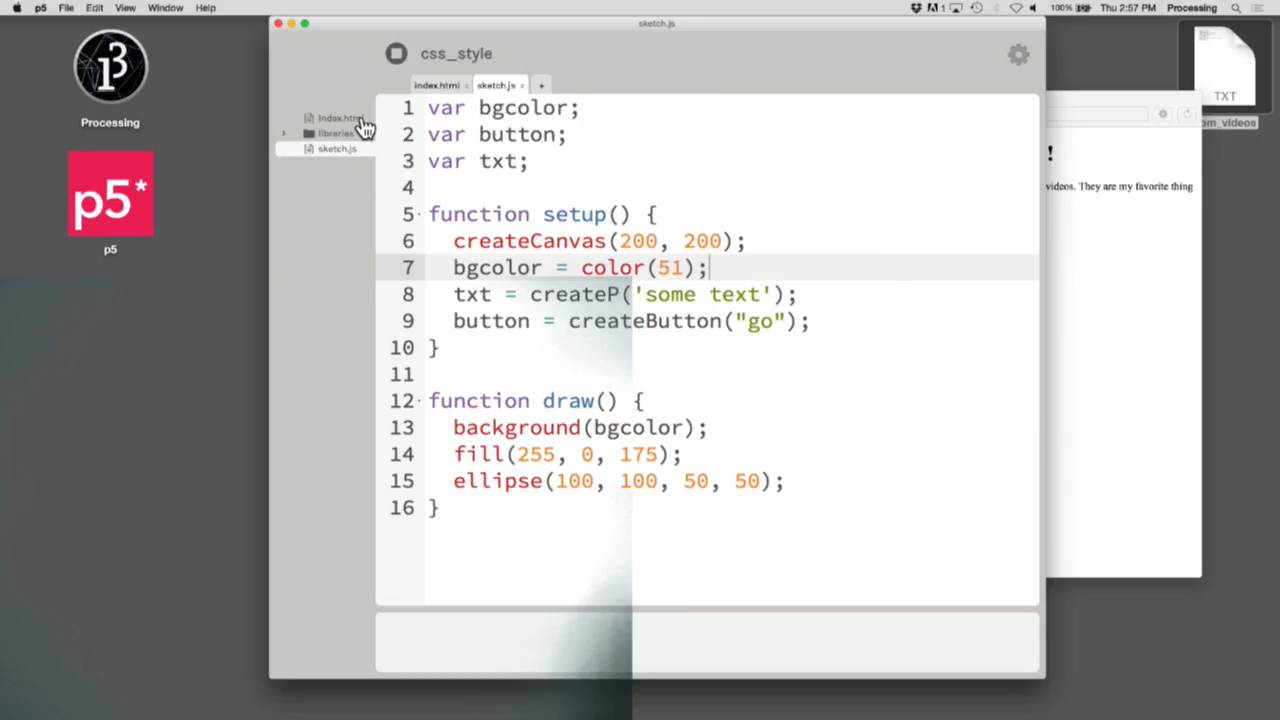 p5 File Edit View Window Help
1 100% Thu 2:57 PM Processing
sketch.js
css_style
index.html × sketch.js × +
index.html
libraries
sketch.js
1 var bgcolor;
2 var button;
3 var txt;
4
5 function setup() {
6 createCanvas(200, 200);
7 bgcolor = color(51);
8 txt = createP('some text');
9 button = createButton("go");
10 }
11
12 function draw() {
13 background(bgcolor);
14 fill(255, 0, 175);
15 ellipse(100, 100, 50, 50);
16 }
Processing
p5*
p5
TXT
om_videos
!
videos. They are my favorite thing